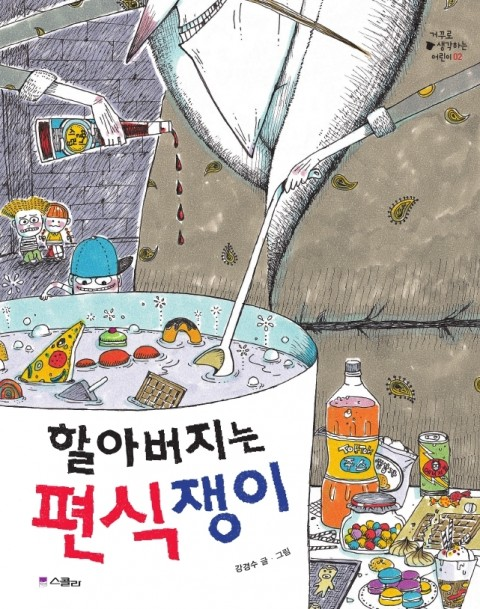 거꾸로
생각하는
어린이 02
할아버지는
편식쟁이
강경수 글·그림
스콜라